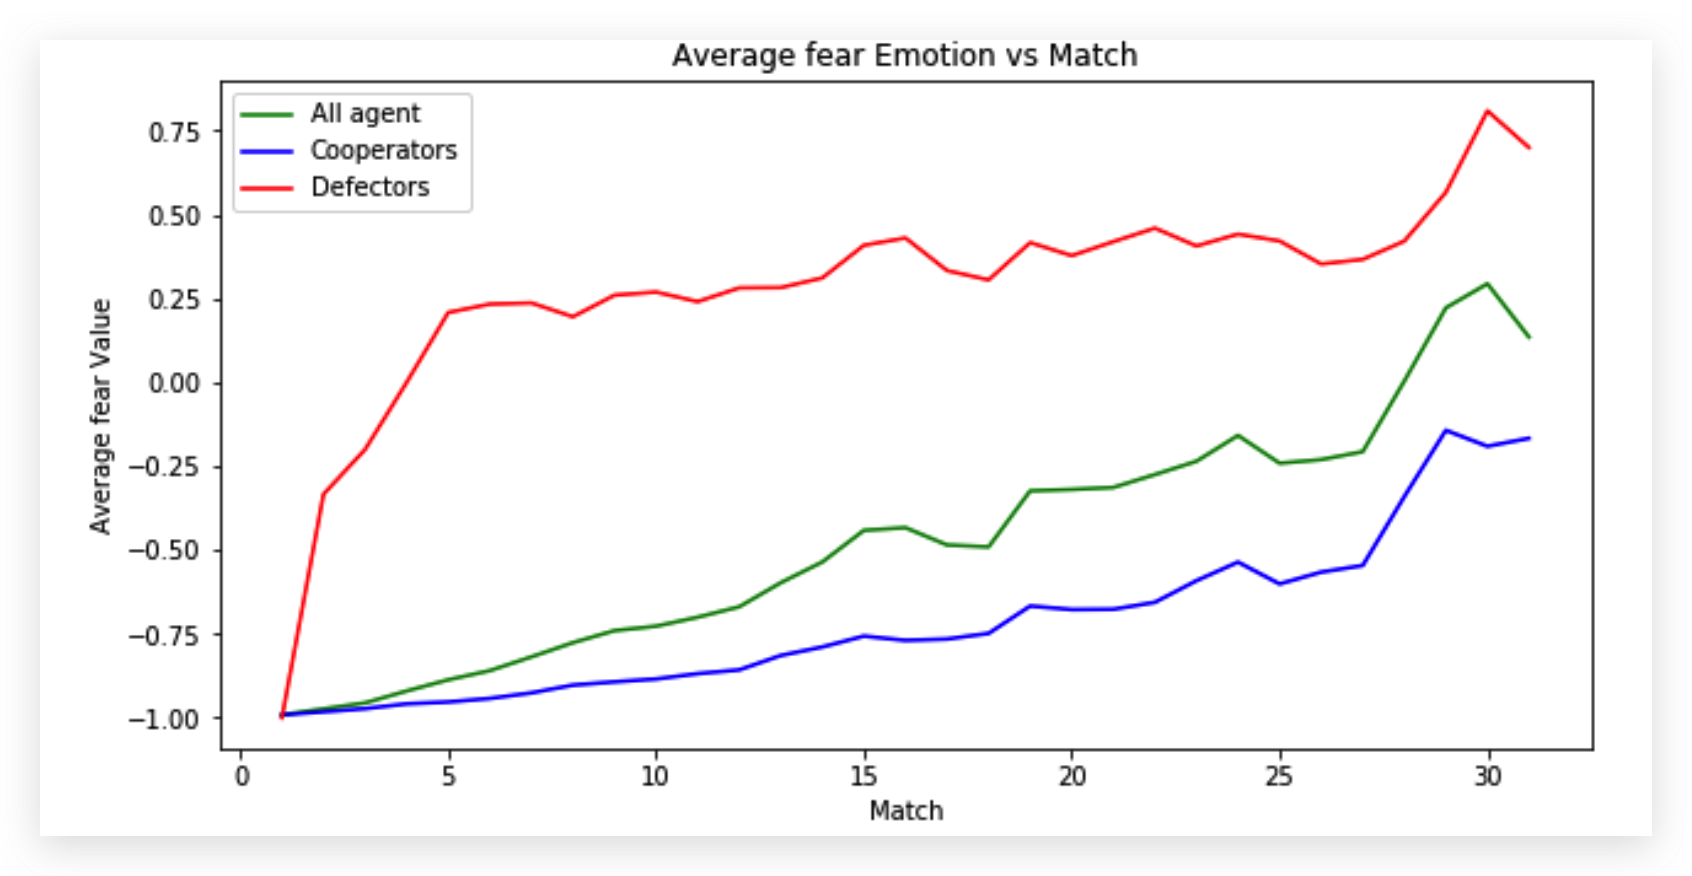 Average fear Emotion vs Match
All agent
Cooperators
Defectors
0.75
0.50
0.25
0.00
−0.25
−0.50
−0.75
−1.00
Average fear Value
0 5 10 15 20 25 30
Match